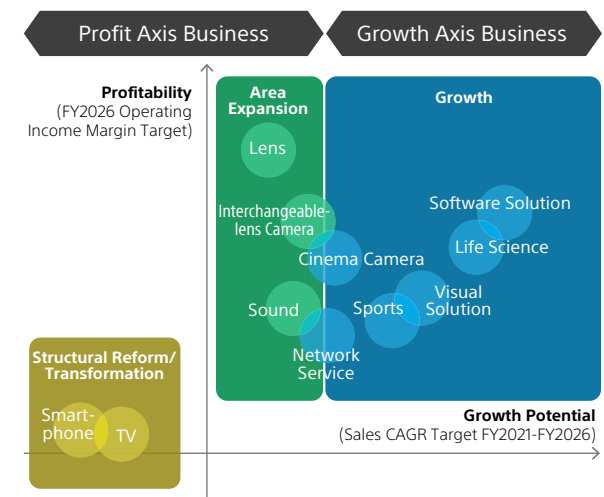 Profit Axis Business
Growth Axis Business
Profitability
(FY2026 Operating
Income Margin Target)
Area
Expansion
Growth
Lens
Interchangeable-
lens Camera
Software Solution
Life Science
Cinema Camera
Visual
Solution
Sports
Sound
Network
Service
Structural Reform/
Transformation
Smart-
phone
TV
Growth Potential
(Sales CAGR Target FY2021-FY2026)